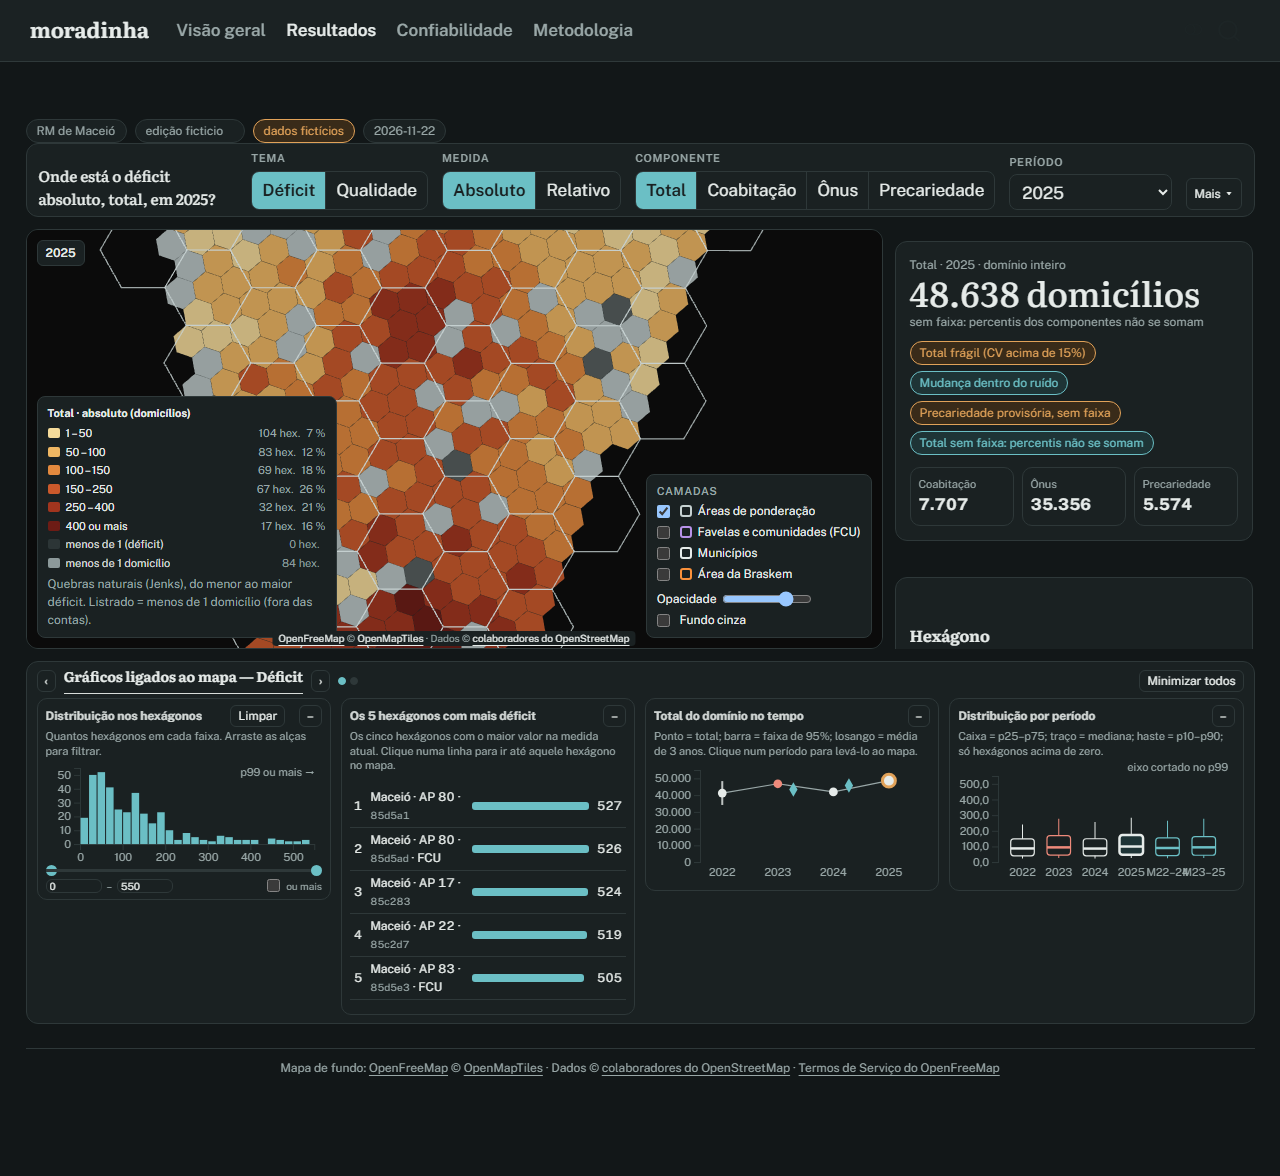 moradinha Visão geral Resultados Confiabilidade Metodologia
RM de Maceió edição ficticio dados fictícios 2026-11-22
Onde está o déficit absoluto, total, em 2025?
TEMA
Déficit Qualidade
MEDIDA
Absoluto Relativo
COMPONENTE
Total Coabitação Ônus Precariedade
PERÍODO
2025
Mais
2025
Total · absoluto (domicílios)
1–50 104 hex. 7 %
50–100 83 hex. 12 %
100–150 69 hex. 18 %
150–250 67 hex. 26 %
250–400 32 hex. 21 %
400 ou mais 17 hex. 16 %
menos de 1 (déficit) 0 hex.
menos de 1 domicílio 84 hex.
Quebras naturais (Jenks), do menor ao maior
déficit. Listrado = menos de 1 domicílio (fora das
contas).
CAMADAS
Áreas de ponderação
Favelas e comunidades (FCU)
Municípios
Área da Braskem
Opacidade
Fundo cinza
OpenFreeMap © OpenMapTiles · Dados © colaboradores do OpenStreetMap
Total · 2025 · domínio inteiro
48.638 domicílios
sem faixa: percentis dos componentes não se somam
Total frágil (CV acima de 15%)
Mudança dentro do ruído
Precariedade provisória, sem faixa
Total sem faixa: percentis não se somam
Coabitação
7.707
Ônus
35.356
Precariedade
5.574
Hexágono
‹ Gráficos ligados ao mapa — Déficit › Minimizar todos
Distribuição nos hexágonos Limpar –
Quantos hexágonos em cada faixa. Arraste as alças
para filtrar.
p99 ou mais →
50
40
30
20
10
0
0 100 200 300 400 500
0 – 550 ou mais
Os 5 hexágonos com mais déficit –
Os cinco hexágonos com o maior valor na medida
atual. Clique numa linha para ir até aquele hexágono
no mapa.
1 Maceió · AP 80 · 527
85d5a1
2 Maceió · AP 80 · 526
85d5ad · FCU
3 Maceió · AP 17 · 524
85c283
4 Maceió · AP 22 · 519
85c2d7
5 Maceió · AP 83 · 505
85d5e3 · FCU
Total do domínio no tempo –
Ponto = total; barra = faixa de 95%; losango = média
de 3 anos. Clique num período para levá-lo ao mapa.
50.000
40.000
30.000
20.000
10.000
0
2022 2023 2024 2025
Distribuição por período –
Caixa = p25–p75; traço = mediana; haste = p10–p90;
só hexágonos acima de zero.
eixo cortado no p99
500,0
400,0
300,0
200,0
100,0
0,0
2022 2023 2024 2025 M22–24 M23–25
Mapa de fundo: OpenFreeMap © OpenMapTiles · Dados © colaboradores do OpenStreetMap · Termos de Serviço do OpenFreeMap